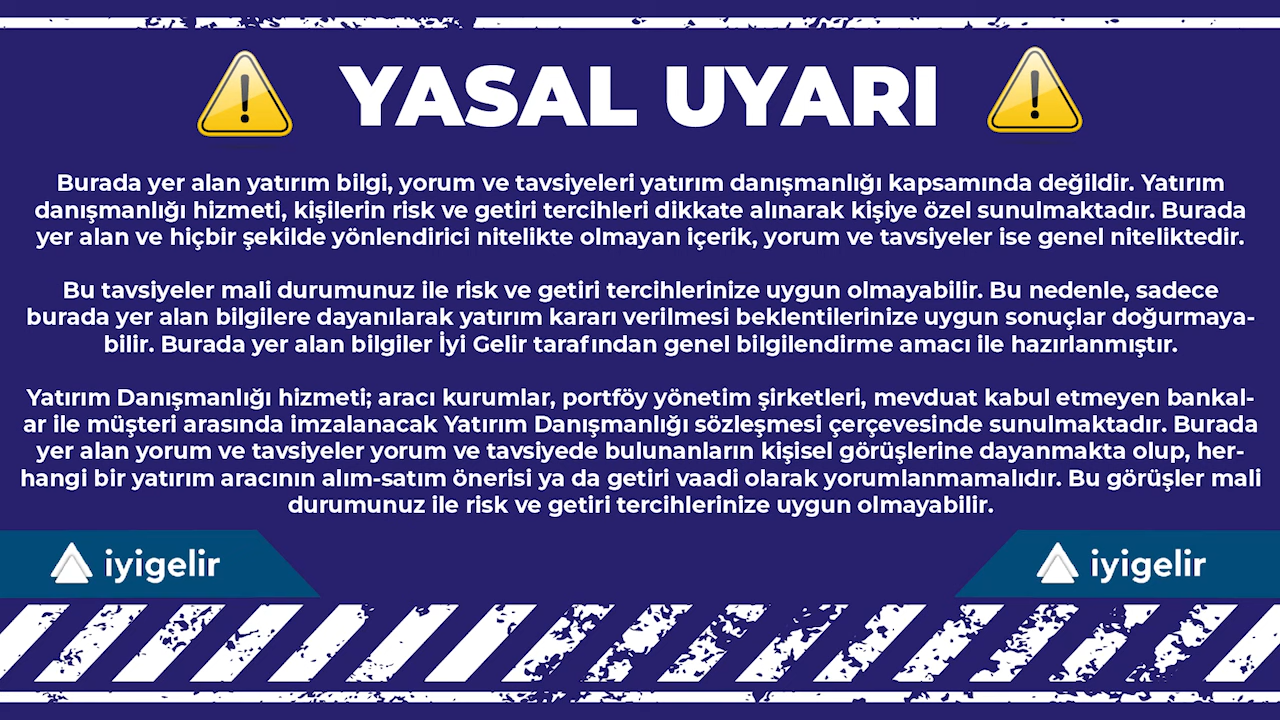 YASAL UYARI
Burada yer alan yatırım bilgi, yorum ve tavsiyeleri yatırım danışmanlığı kapsamında değildir. Yatırım
danışmanlığı hizmeti, kişilerin risk ve getiri tercihleri dikkate alınarak kişiye özel sunulmaktadır. Burada
yer alan ve hiçbir şekilde yönlendirici nitelikte olmayan içerik, yorum ve tavsiyeler ise genel niteliktedir.
Bu tavsiyeler mali durumunuz ile risk ve getiri tercihlerinize uygun olmayabilir. Bu nedenle, sadece
burada yer alan bilgilere dayanılarak yatırım kararı verilmesi beklentilerinize uygun sonuçlar doğurmaya-
bilir. Burada yer alan bilgiler İyi Gelir tarafından genel bilgilendirme amacı ile hazırlanmıştır.
Yatırım Danışmanlığı hizmeti; aracı kurumlar, portföy yönetim şirketleri, mevduat kabul etmeyen bankal-
ar ile müşteri arasında imzalanacak Yatırım Danışmanlığı sözleşmesi çerçevesinde sunulmaktadır. Burada
yer alan yorum ve tavsiyeler yorum ve tavsiyede bulunanların kişisel görüşlerine dayanmakta olup, her-
hangi bir yatırım aracının alım-satım önerisi ya da getiri vaadi olarak yorumlanmamalıdır. Bu görüşler mali
durumunuz ile risk ve getiri tercihlerinize uygun olmayabilir.
iyigelir
iyigelir